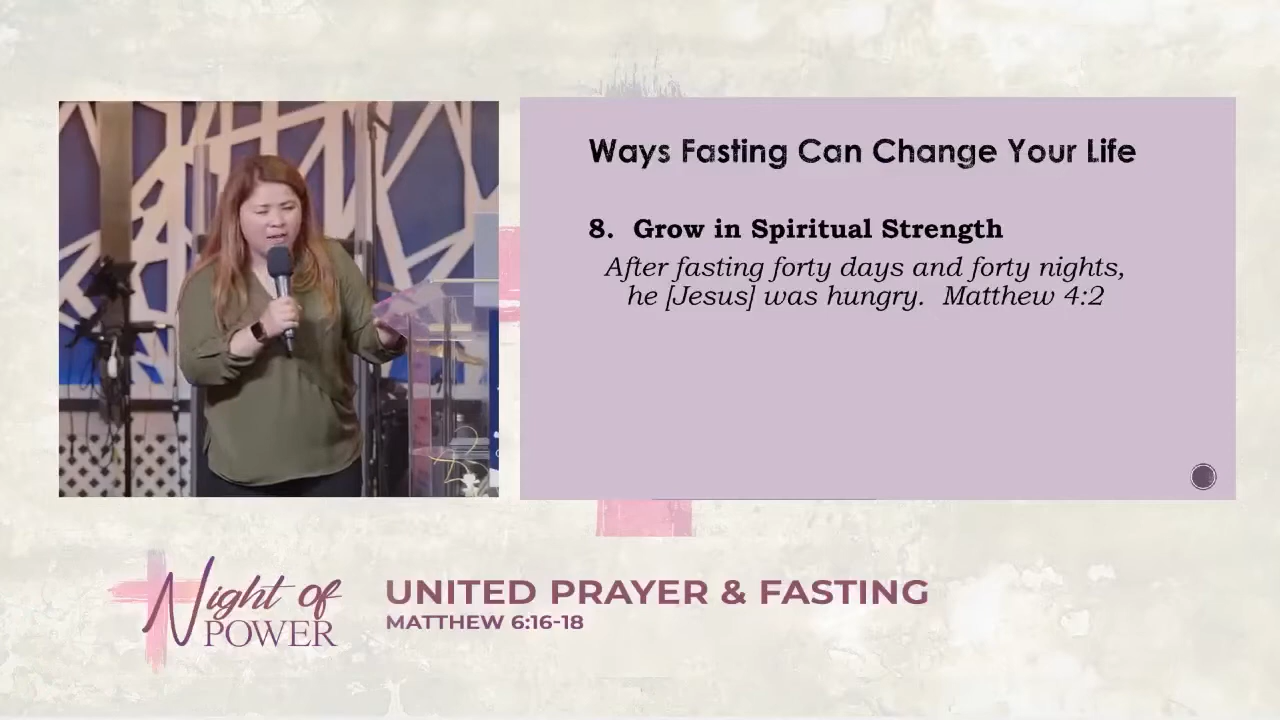 Ways Fasting Can Change Your Life
8. Grow in Spiritual Strength
After fasting forty days and forty nights,
he [Jesus] was hungry. Matthew 4:2
Night of
POWER
UNITED PRAYER & FASTING
MATTHEW 6:16-18